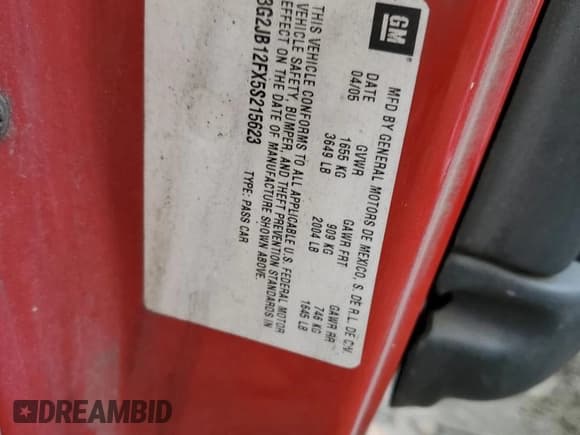 GM
MFD BY GENERAL MOTORS DE MEXICO, S. DE R.L. DE C.V.
DATE GVWR GAWR FRT GAWR RR
04/05 1655 KG 909 KG 746 KG
3649 LB 2004 LB 1645 LB
THIS VEHICLE CONFORMS TO ALL APPLICABLE U.S. FEDERAL MOTOR
VEHICLE SAFETY, BUMPER, AND THEFT PREVENTION STANDARDS IN
EFFECT ON THE DATE OF MANUFACTURE SHOWN ABOVE.
3G2JB12FX5S215623 TYPE: PASS CAR
DREAMBID